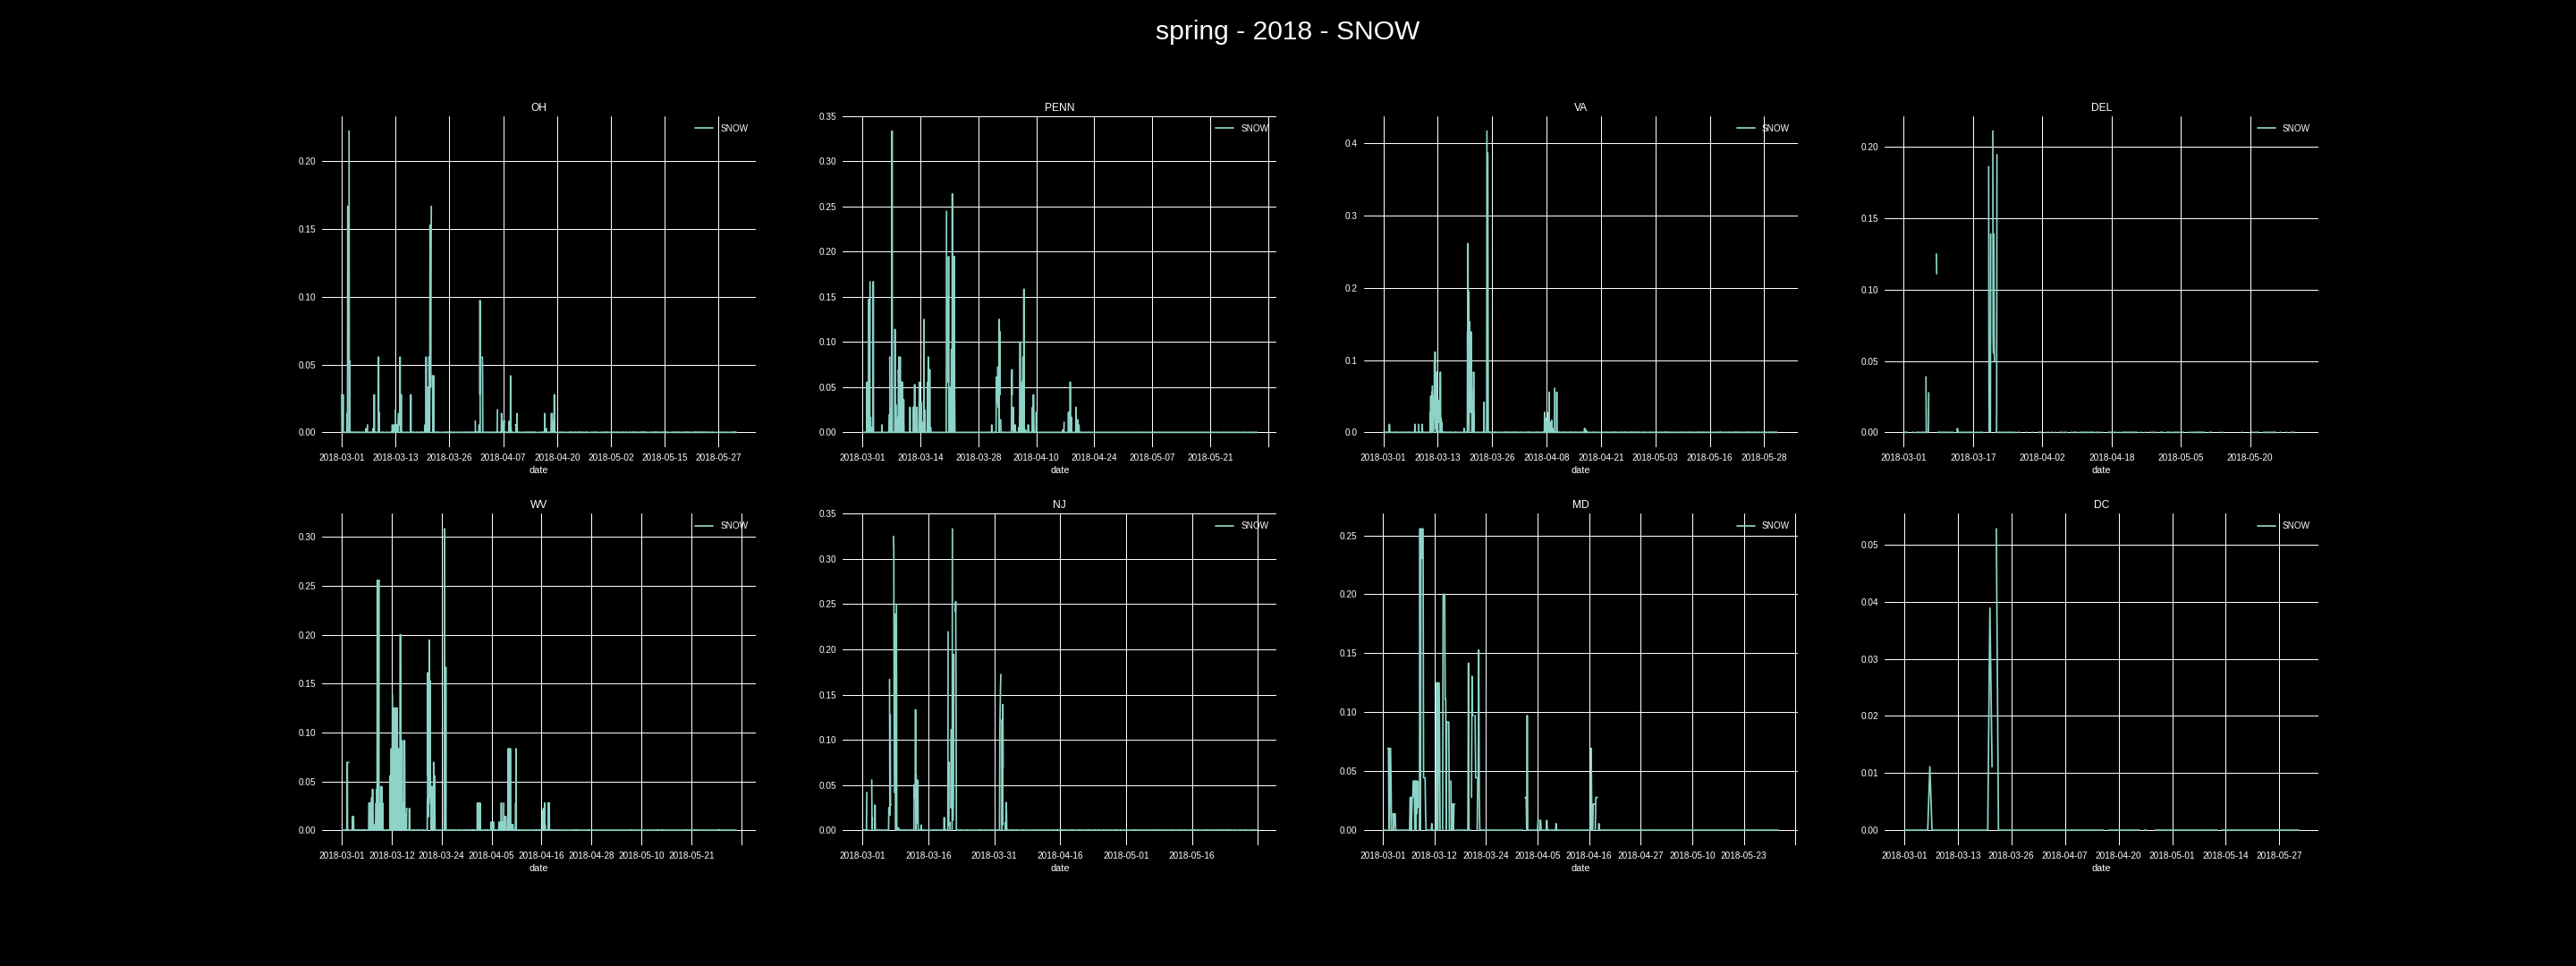 spring - 2018 - SNOW
OH
SNOW
0.20
0.15
0.10
0.05
0.00
2018-03-01 2018-03-13 2018-03-26 2018-04-07 2018-04-20 2018-05-02 2018-05-15 2018-05-27
date
PENN
SNOW
0.35
0.30
0.25
0.20
0.15
0.10
0.05
0.00
2018-03-01 2018-03-14 2018-03-28 2018-04-10 2018-04-24 2018-05-07 2018-05-21
date
VA
SNOW
0.4
0.3
0.2
0.1
0.0
2018-03-01 2018-03-13 2018-03-26 2018-04-08 2018-04-21 2018-05-03 2018-05-16 2018-05-28
date
DEL
SNOW
0.20
0.15
0.10
0.05
0.00
2018-03-01 2018-03-17 2018-04-02 2018-04-18 2018-05-05 2018-05-20
date
WV
SNOW
0.30
0.25
0.20
0.15
0.10
0.05
0.00
2018-03-01 2018-03-12 2018-03-24 2018-04-05 2018-04-16 2018-04-28 2018-05-10 2018-05-21
date
NJ
SNOW
0.35
0.30
0.25
0.20
0.15
0.10
0.05
0.00
2018-03-01 2018-03-16 2018-03-31 2018-04-16 2018-05-01 2018-05-16
date
MD
SNOW
0.25
0.20
0.15
0.10
0.05
0.00
2018-03-01 2018-03-12 2018-03-24 2018-04-05 2018-04-16 2018-04-27 2018-05-10 2018-05-23
date
DC
SNOW
0.05
0.04
0.03
0.02
0.01
0.00
2018-03-01 2018-03-13 2018-03-26 2018-04-07 2018-04-20 2018-05-01 2018-05-14 2018-05-27
date